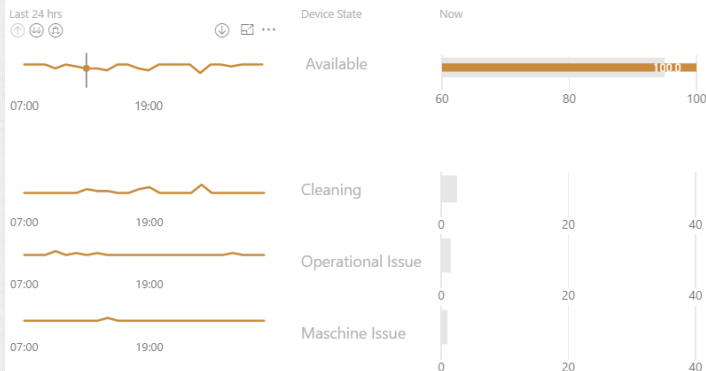 Last 24 hrs Device State Now
Available
100.0
07:00 19:00 60 80 100
Cleaning
07:00 19:00 0 20 40
Operational Issue
07:00 19:00 0 20 40
Maschine Issue
07:00 19:00 0 20 40